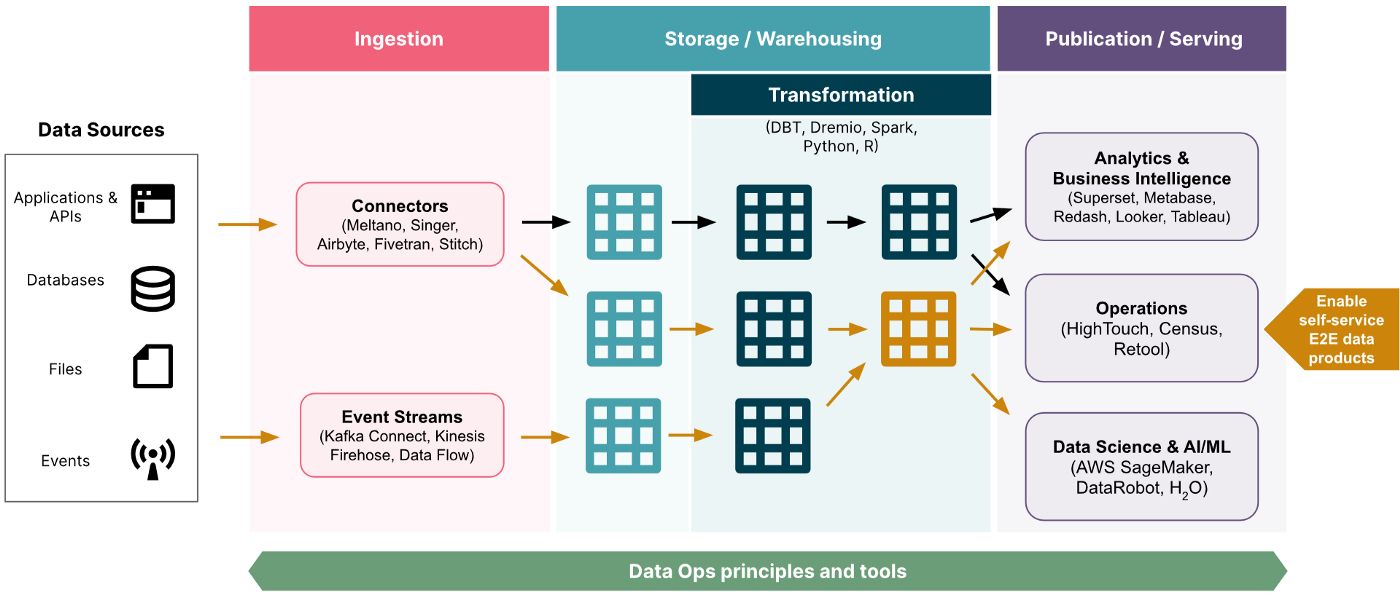 Ingestion
Storage / Warehousing
Publication / Serving
Transformation
(DBT, Dremio, Spark,
Python, R)
Data Sources
Applications &
APIs
Databases
Files
Events
Connectors
(Meltano, Singer,
Airbyte, Fivetran, Stitch)
Event Streams
(Kafka Connect, Kinesis
Firehose, Data Flow)
Analytics &
Business Intelligence
(Superset, Metabase,
Redash, Looker, Tableau)
Operations
(HighTouch, Census,
Retool)
Data Science & AI/ML
(AWS SageMaker,
DataRobot, H₂O)
Enable
self-service
E2E data
products
Data Ops principles and tools